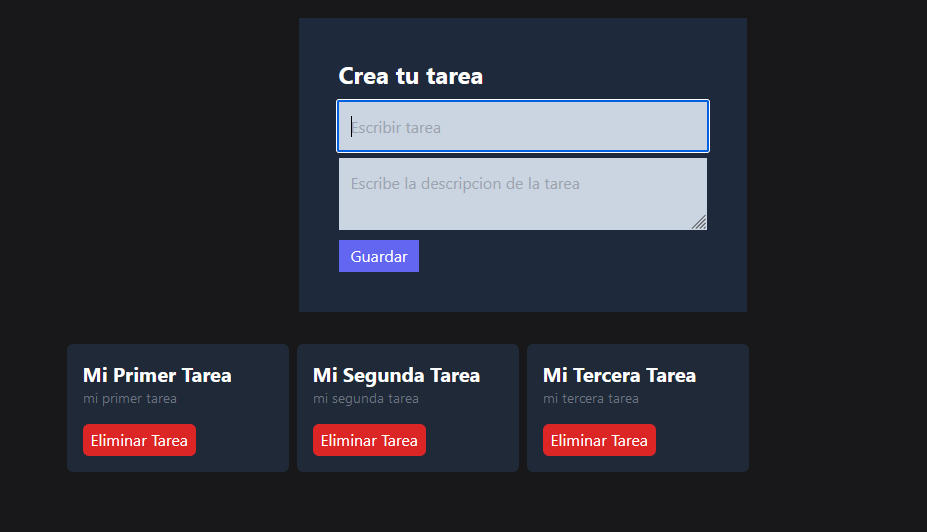 Crea tu tarea
Escribir tarea
Escribe la descripcion de la tarea
Guardar
Mi Primer Tarea
mi primer tarea
Eliminar Tarea
Mi Segunda Tarea
mi segunda tarea
Eliminar Tarea
Mi Tercera Tarea
mi tercera tarea
Eliminar Tarea